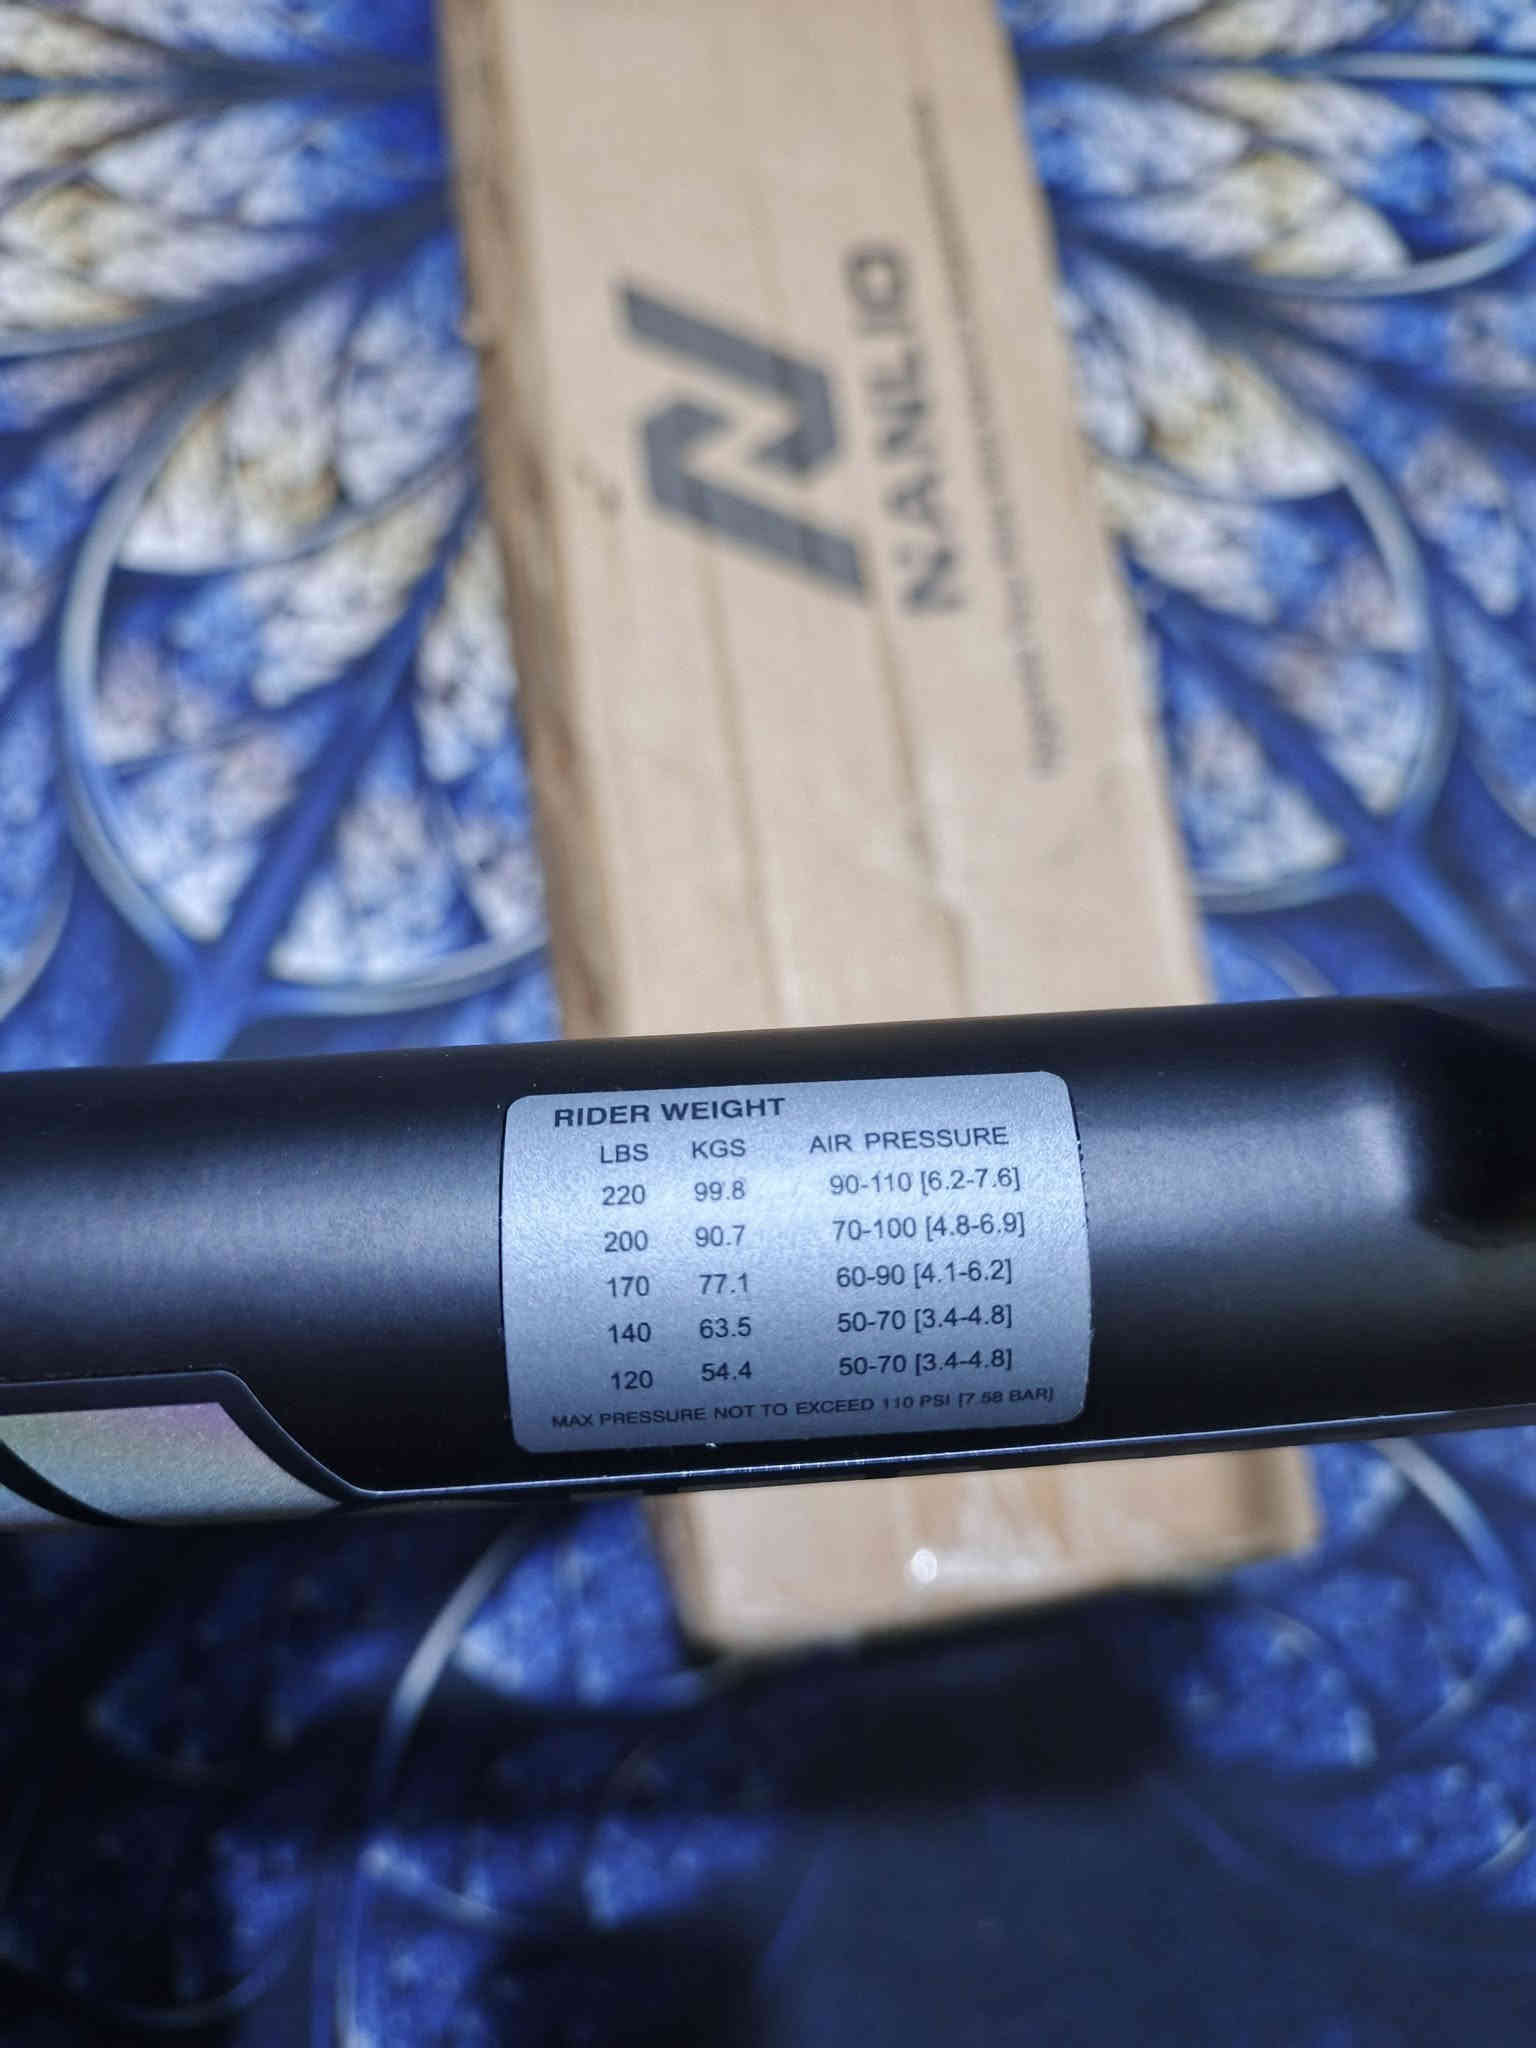 NANLIO
RIDER WEIGHT
LBS KGS AIR PRESSURE
220 99.8 90-110 [6.2-7.6]
200 90.7 70-100 [4.8-6.9]
170 77.1 60-90 [4.1-6.2]
140 63.5 50-70 [3.4-4.8]
120 54.4 50-70 [3.4-4.8]
MAX PRESSURE NOT TO EXCEED 110 PSI [7.58 BAR]